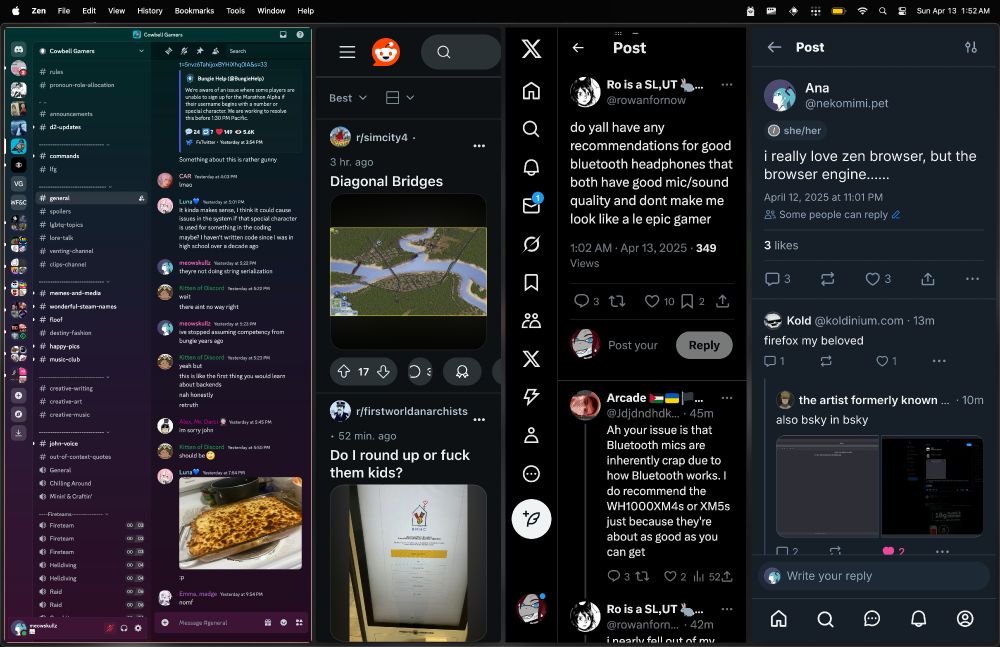 Zen File Edit View History Bookmarks Tools Window Help
Sun Apr 13 1:52 AM
Cowbell Gamers
Cowbell Gamers
# rules
# pronoun-role-allocation
# announcements
# d2-updates
# commands
# lfg
VG
WFGC
# general
# spoilers
# lgbtq-topics
# lore-talk
# venting-channel
# clips-channel
# memes-and-media
# wonderful-steam-names
# floof
# destiny-fashion
# happy-pics
# music-club
# creative-writing
# creative-art
# creative-music
# john-voice
# out-of-context-quotes
General
Chilling Around
Minin' & Craftin'
----Fireteams----
Fireteam 00 03
Fireteam 00 03
Fireteam 00 03
Helldiving 00 04
Helldiving 00 04
Raid 00 06
Raid 00 06
meowskullz
Search
Bungie Help (@BungieHelp)
We're aware of an issue where some players are
unable to sign up for the Marathon Alpha if
their username begins with a number or
special character. We are working to resolve
this before 1:30 PM Pacific.
24 7 149 5.6K
FxTwitter • Yesterday at 3:54 PM
Something about this is rather gunny
CAR Yesterday at 4:03 PM
lmao
Luna💙 Yesterday at 5:01 PM
It kinda makes sense, I think it could cause
issues in the system if that special character
is used for something in the coding
maybe? I haven't written code since I was in
high school over a decade ago
meowskullz Yesterday at 5:22 PM
theyre not doing string serialization
Kitten of Discord Yesterday at 5:22 PM
wait
there aint no way right
meowskullz Yesterday at 5:23 PM
ive stopped assuming competency from
bungie years ago
Kitten of Discord Yesterday at 5:23 PM
yeah but
this is like the first thing you would learn
about backends
nah honestly
retruth
Alex, Mr. Darci Yesterday at 5:45 PM
im sorry john
Kitten of Discord Yesterday at 5:50 PM
should be
Luna💙 Yesterday at 7:54 PM
:P
Emma, madge Yesterday at 9:54 PM
nomf
Message #general
Best
r/simcity4 •
3 hr. ago
Diagonal Bridges
17
r/firstworldanarchists
• 52 min. ago
Do I round up or fuck
them kids?
RMHC
1
Post
Ro is a SL,UT 🐇...
@rowanfornow
do yall have any
recommendations for good
bluetooth headphones that
both have good mic/sound
quality and dont make me
look like a le epic gamer
1:02 AM · Apr 13, 2025 · 349
Views
3 10 2
Post your Reply
Arcade 🇵🇸🇺🇦🏴...
@Jdjdndhdk... · 45m
Ah your issue is that
Bluetooth mics are
inherently crap due to
how Bluetooth works. I
do recommend the
WH1000XM4s or XM5s
just because they're
about as good as you
can get
3 2 52
Ro is a SL,UT 🐇...
@rowanforn... · 42m
i nearly fell out of my
Post
Ana
@nekomimi.pet
she/her
i really love zen browser, but the
browser engine......
April 12, 2025 at 11:01 PM
Some people can reply
3 likes
3 3
Kold @koldinium.com · 13m
firefox my beloved
1 1
the artist formerly known ... · 10m
also bsky in bsky
2 2
Write your reply